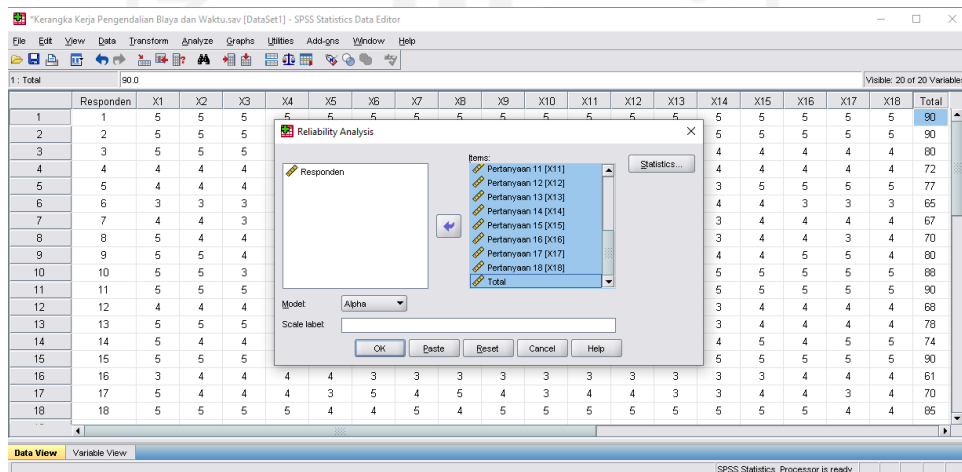 *Kerangka Kerja Pengendalian BIaya dan Waktu.sav [DataSet1] - SPSS Statistics Data Editor
File Edit View Data Transform Analyze Graphs Utilities Add-ons Window Help
1 : Total 90.0 Visible: 20 of 20 Variables
Responden X1 X2 X3 X4 X5 X6 X7 X8 X9 X10 X11 X12 X13 X14 X15 X16 X17 X18 Total
1 1 5 5 5 5 5 5 5 5 5 5 5 5 5 5 5 5 5 5 90
2 2 5 5 5 5 5 5 5 5 90
3 3 5 5 5 4 4 4 4 4 80
4 4 4 4 4 4 4 4 4 4 72
5 5 5 4 4 3 5 5 5 5 77
6 6 3 3 3 4 4 3 3 3 65
7 7 4 4 3 3 4 4 4 4 67
8 8 5 4 4 3 4 4 3 4 70
9 9 5 5 4 4 4 5 5 4 80
10 10 5 5 3 5 5 5 5 5 88
11 11 5 5 5 5 5 5 5 5 90
12 12 4 4 4 3 4 4 4 4 68
13 13 5 5 5 3 4 4 4 4 78
14 14 5 4 4 4 5 4 5 5 74
15 15 5 5 5 5 5 5 5 5 90
16 16 3 4 4 4 4 3 3 3 3 3 3 3 3 3 3 4 4 4 61
17 17 5 4 4 4 3 5 4 5 4 3 4 4 3 3 4 4 3 4 70
18 18 5 5 5 5 4 4 5 4 5 5 5 5 5 5 5 5 4 4 85
Reliability Analysis
Responden
Items:
Pertanyaan 11 [X11]
Pertanyaan 12 [X12]
Pertanyaan 13 [X13]
Pertanyaan 14 [X14]
Pertanyaan 15 [X15]
Pertanyaan 16 [X16]
Pertanyaan 17 [X17]
Pertanyaan 18 [X18]
Total
Statistics...
Model: Alpha
Scale label:
OK Paste Reset Cancel Help
Data View Variable View
SPSS Statistics Processor is ready